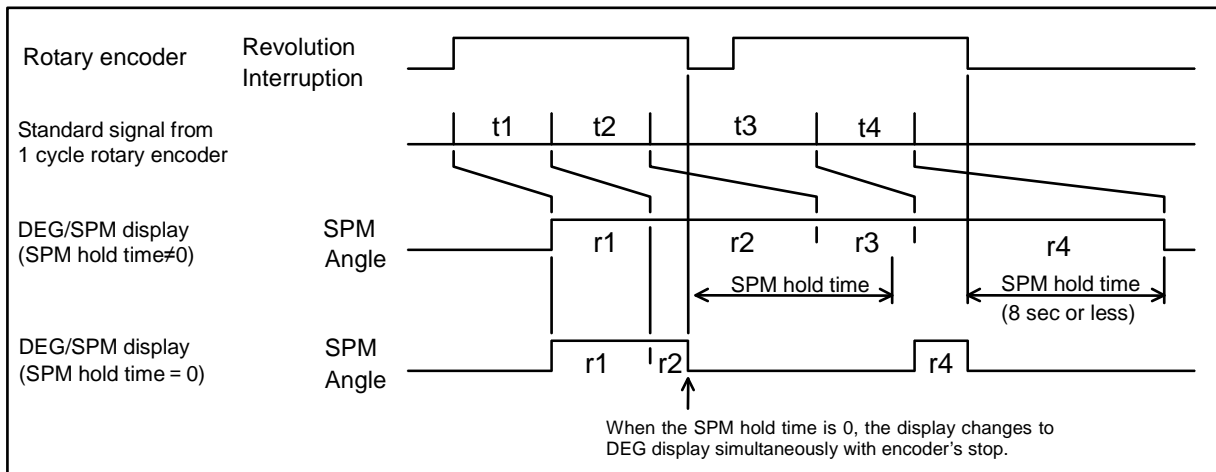 Rotary encoder
Revolution
Interruption
Standard signal from
1 cycle rotary encoder
t1 t2 t3 t4
DEG/SPM display
(SPM hold time≠0)
SPM
Angle
r1 r2 r3 r4
SPM hold time
SPM hold time
(8 sec or less)
DEG/SPM display
(SPM hold time = 0)
SPM
Angle
r1 r2 r4
When the SPM hold time is 0, the display changes to
DEG display simultaneously with encoder's stop.